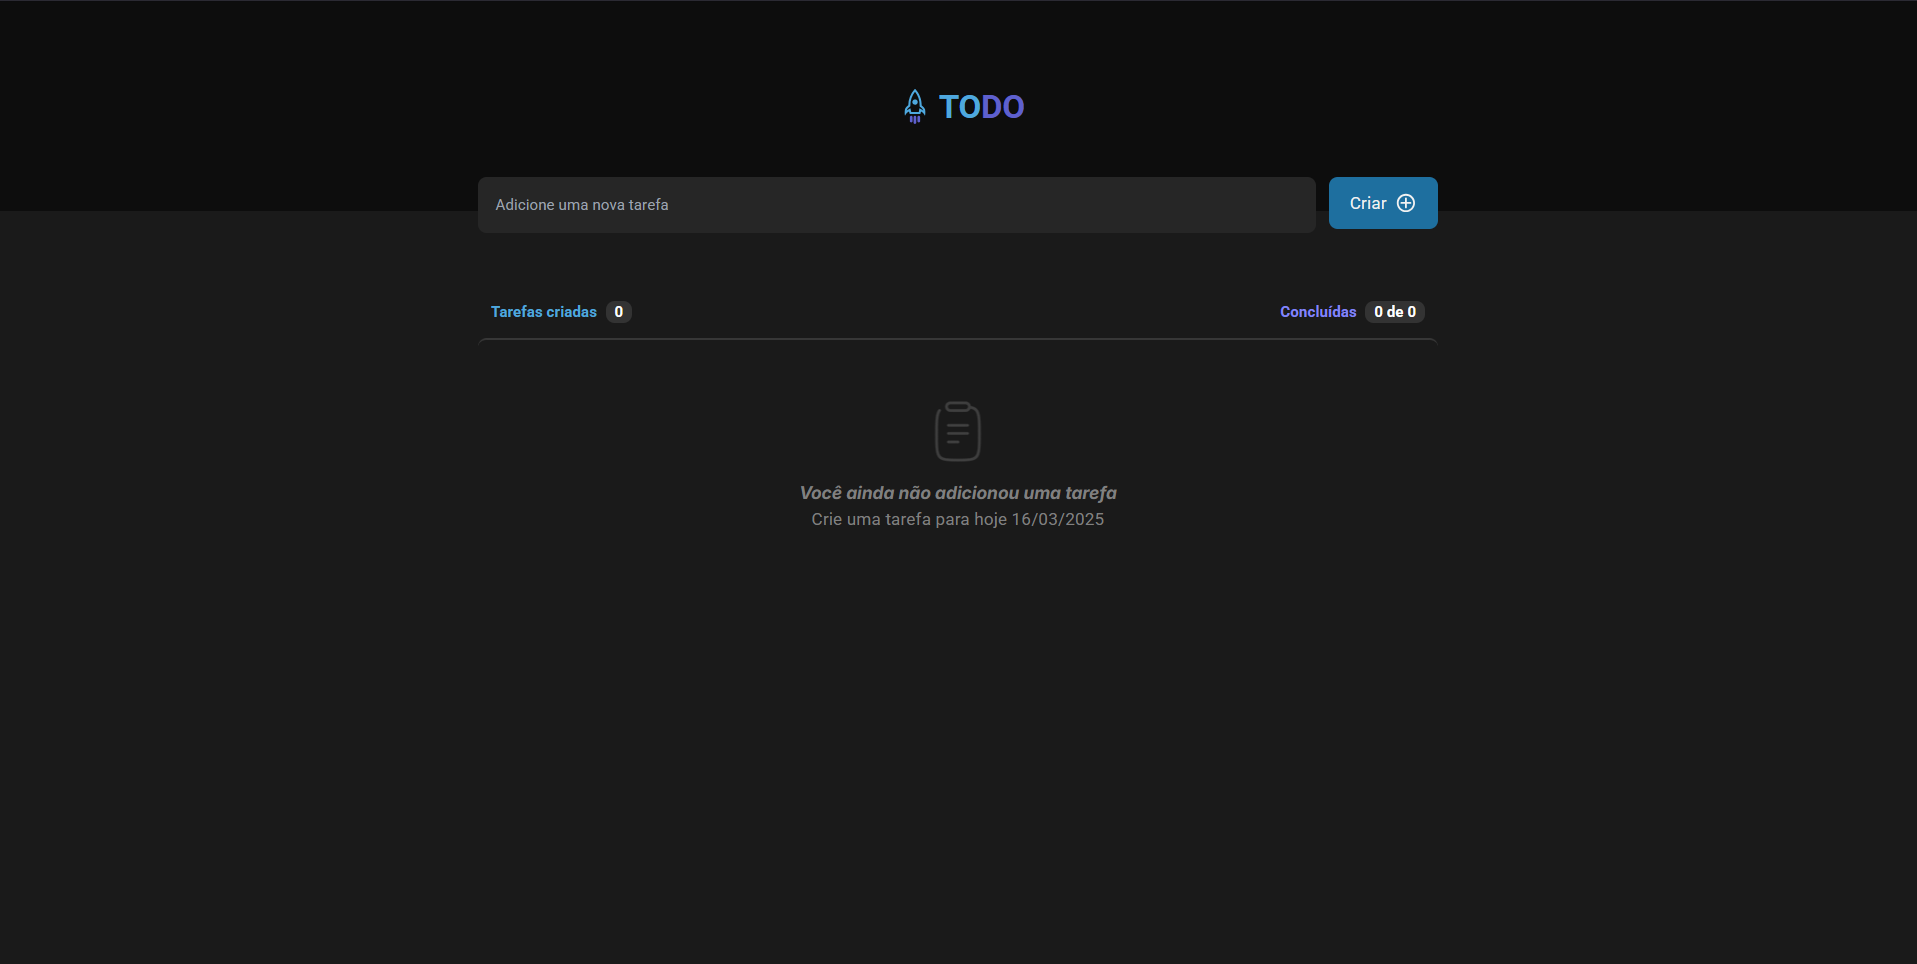 TODO
Adicione uma nova tarefa
Criar
Tarefas criadas 0
Concluídas 0 de 0
Você ainda não adicionou uma tarefa
Crie uma tarefa para hoje 16/03/2025